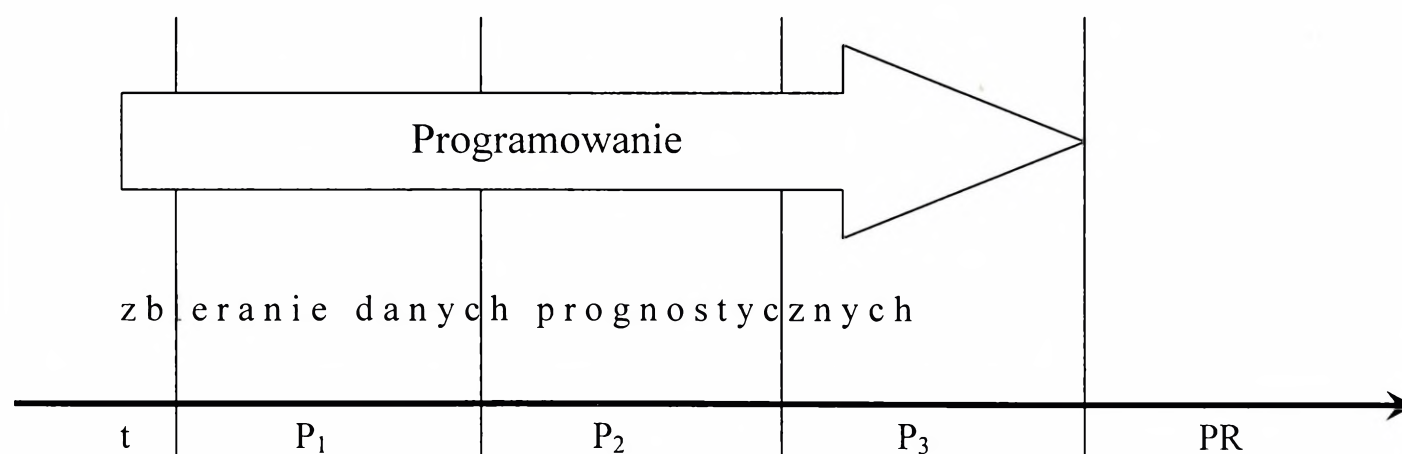 Programowanie
zbieranie danych prognostycznych
t P₁ P₂ P₃ PR